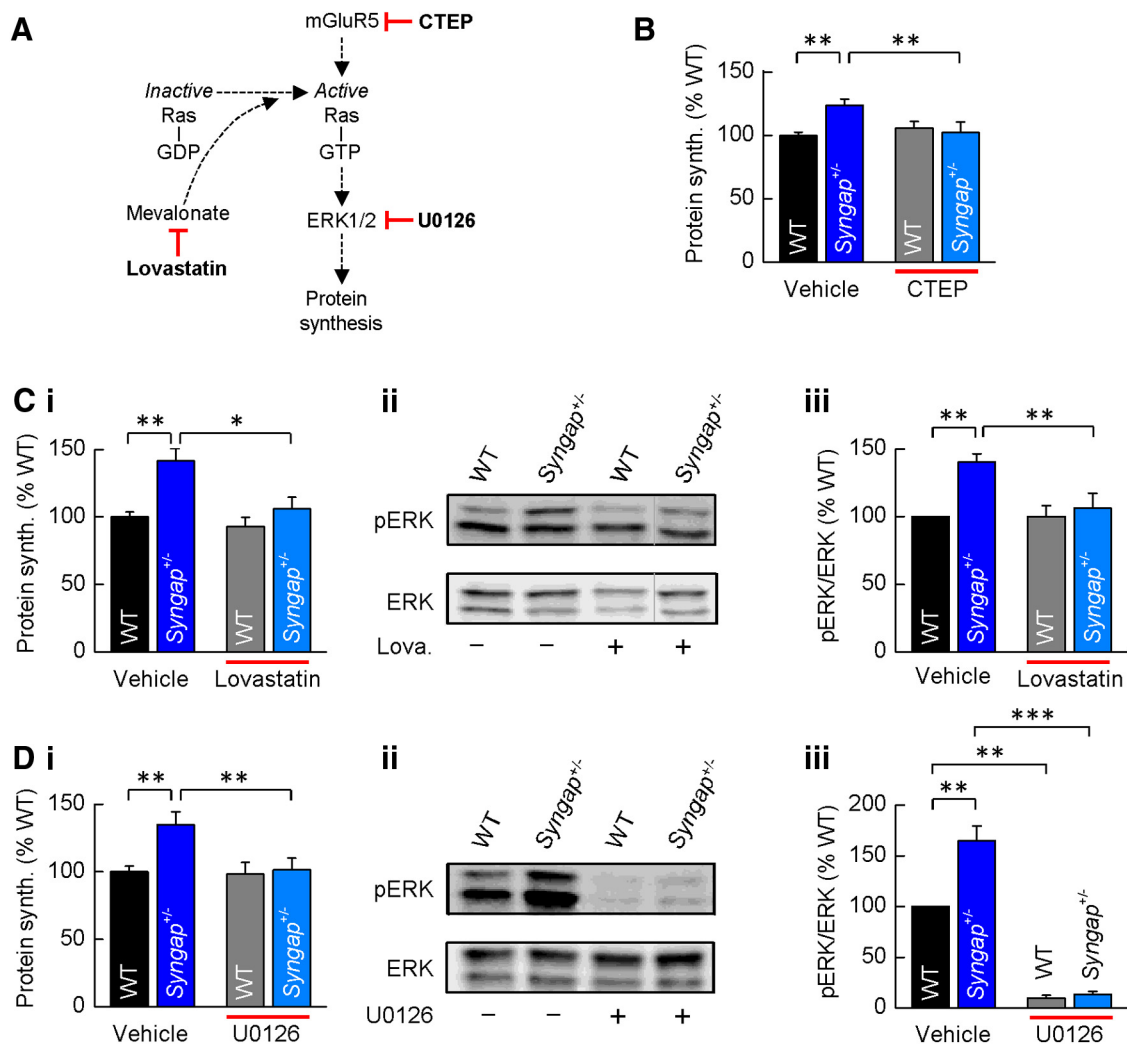 A
mGluR5 CTEP
Inactive Active
Ras Ras
GDP GTP
Mevalonate ERK1/2 U0126
Lovastatin
Protein
synthesis
B
** **
Protein synth. (% WT)
150
100
50
0
WT Syngap+/- WT Syngap+/-
Vehicle CTEP
C i
** *
Protein synth. (% WT)
150
100
50
0
WT Syngap+/- WT Syngap+/-
Vehicle Lovastatin
ii
WT Syngap+/- WT Syngap+/-
pERK
ERK
Lova. – – + +
iii
** **
pERK/ERK (% WT)
150
100
50
0
WT Syngap+/- WT Syngap+/-
Vehicle Lovastatin
D i
** **
Protein synth. (% WT)
150
100
50
0
WT Syngap+/- WT Syngap+/-
Vehicle U0126
ii
WT Syngap+/- WT Syngap+/-
pERK
ERK
U0126 – – + +
iii
***
**
**
pERK/ERK (% WT)
200
150
100
50
0
WT Syngap+/- WT Syngap+/-
Vehicle U0126